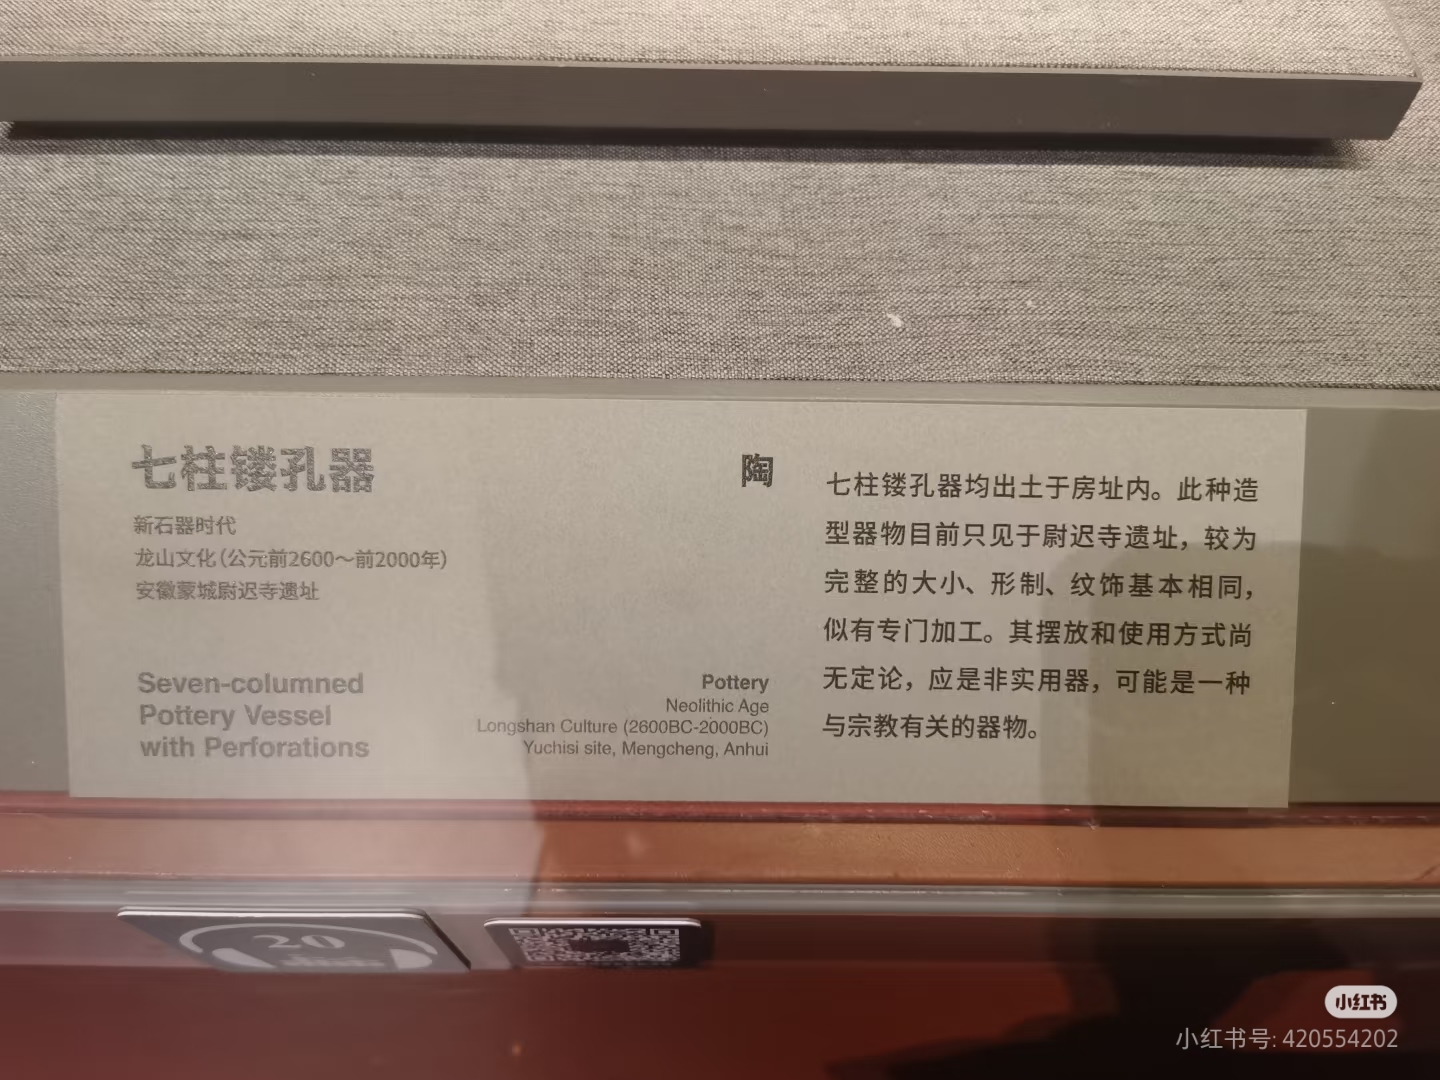 七柱镂孔器
新石器时代
龙山文化（公元前2600～前2000年）
安徽蒙城尉迟寺遗址
Seven-columned
Pottery Vessel
with Perforations
陶
Pottery
Neolithic Age
Longshan Culture (2600BC-2000BC)
Yuchisi site, Mengcheng, Anhui
七柱镂孔器均出土于房址内。此种造
型器物目前只见于尉迟寺遗址，较为
完整的大小、形制、纹饰基本相同，
似有专门加工。其摆放和使用方式尚
无定论，应是非实用器，可能是一种
与宗教有关的器物。
20
小红书
小红书号: 420554202